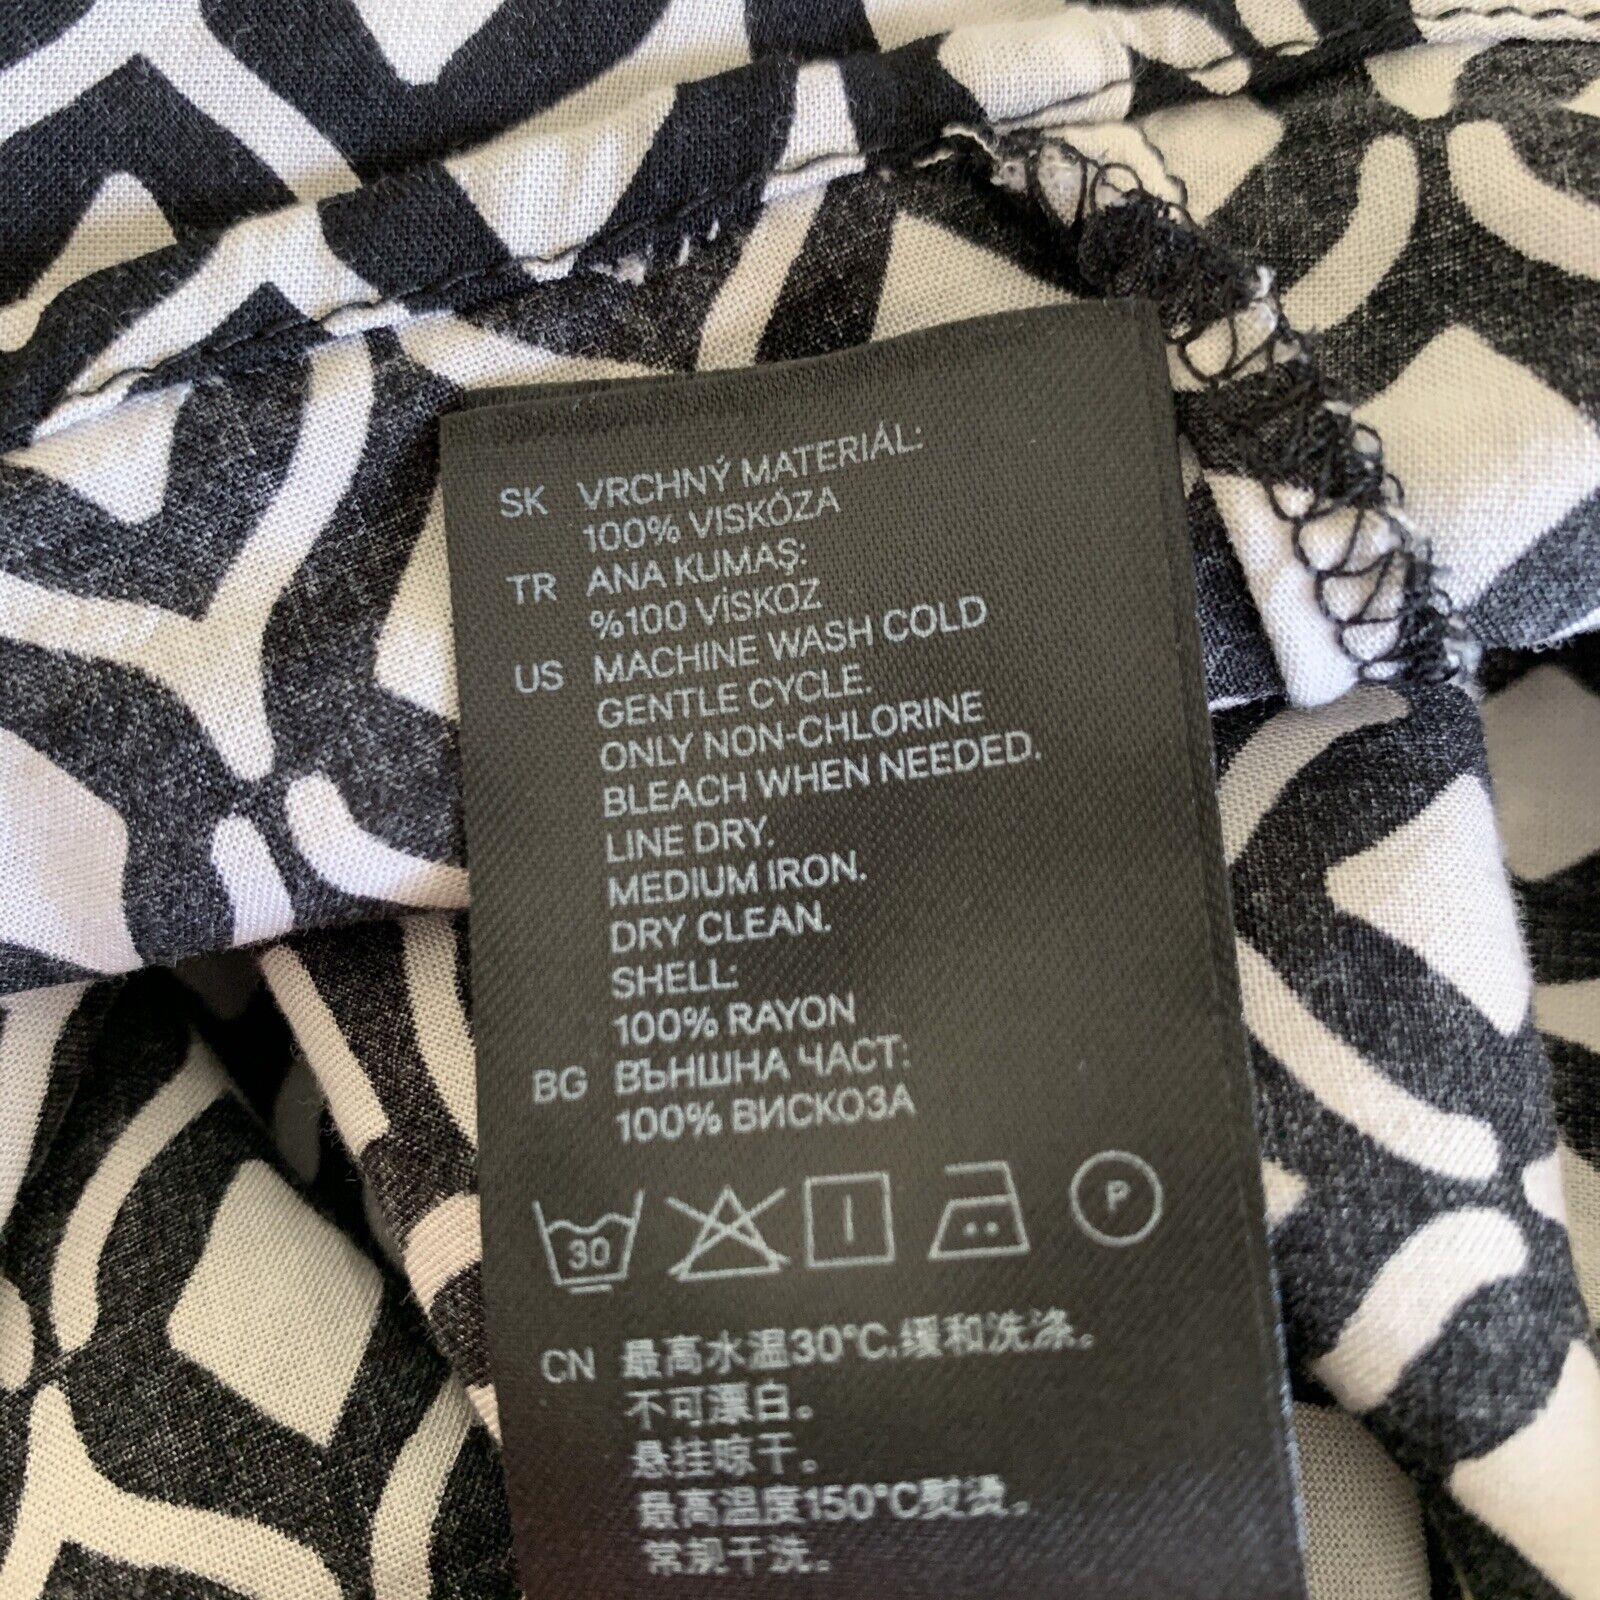 SK VRCHNÝ MATERIÁL:
100% VISKÓZA
TR ANA KUMAŞ:
%100 VİSKOZ
US MACHINE WASH COLD
GENTLE CYCLE.
ONLY NON-CHLORINE
BLEACH WHEN NEEDED.
LINE DRY.
MEDIUM IRON.
DRY CLEAN.
SHELL:
100% RAYON
BG ВЪНШНА ЧАСТ:
100% ВИСКОЗА
30 P
CN 最高水温30°C,缓和洗涤。
不可漂白。
悬挂晾干。
最高温度150°C熨烫。
常规干洗。